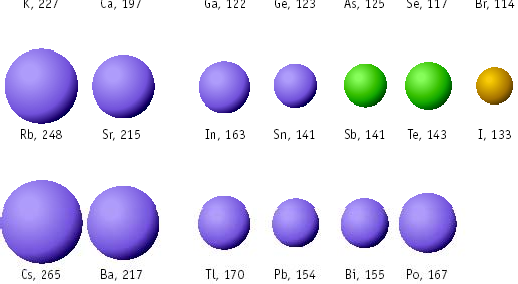 K, 227 Ca, 197 Ga, 122 Ge, 123 As, 125 Se, 117 Br, 114
Rb, 248 Sr, 215 In, 163 Sn, 141 Sb, 141 Te, 143 I, 133
Cs, 265 Ba, 217 Tl, 170 Pb, 154 Bi, 155 Po, 167